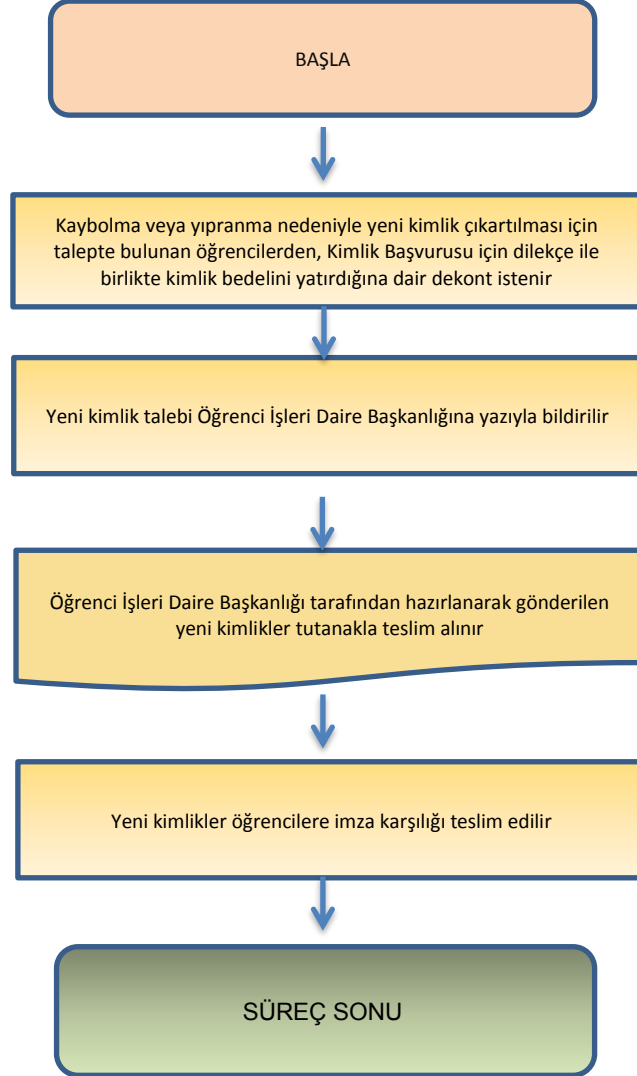 BAŞLA
Kaybolma veya yıpranma nedeniyle yeni kimlik çıkartılması için
talepte bulunan öğrencilerden, Kimlik Başvurusu için dilekçe ile
birlikte kimlik bedelini yatırdığına dair dekont istenir
Yeni kimlik talebi Öğrenci İşleri Daire Başkanlığına yazıyla bildirilir
Öğrenci İşleri Daire Başkanlığı tarafından hazırlanarak gönderilen
yeni kimlikler tutanakla teslim alınır
Yeni kimlikler öğrencilere imza karşılığı teslim edilir
SÜREÇ SONU